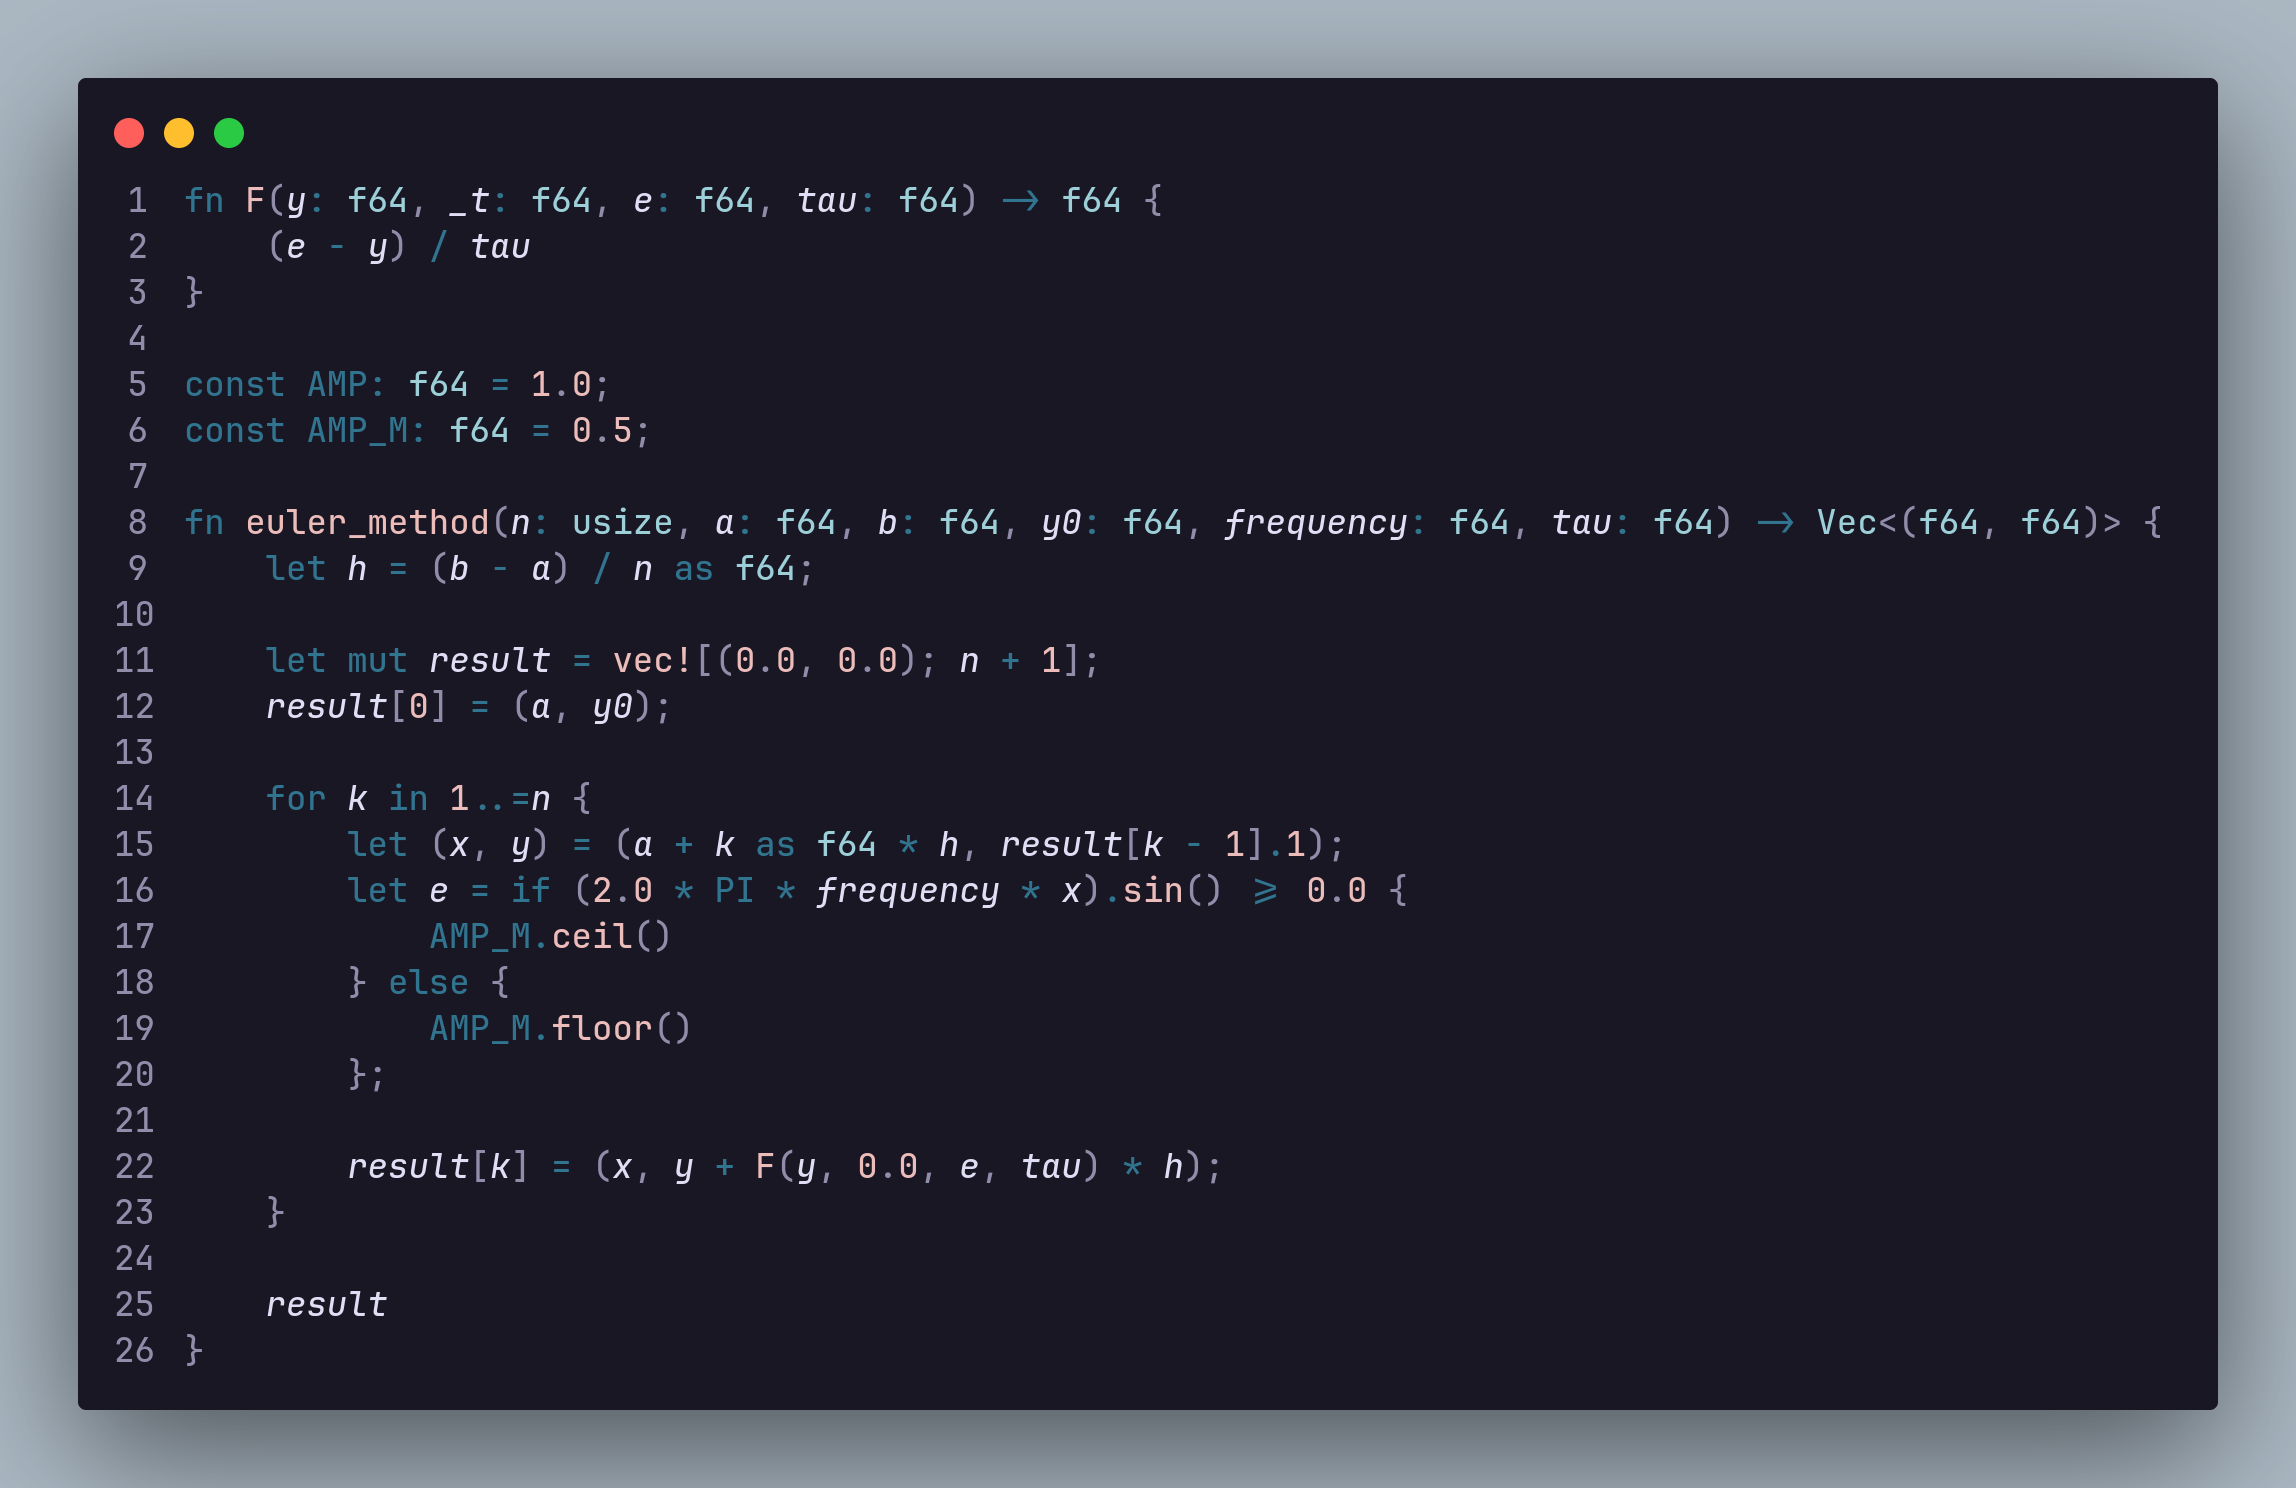 1 fn F(y: f64, _t: f64, e: f64, tau: f64) -> f64 {
2     (e - y) / tau
3 }
4
5 const AMP: f64 = 1.0;
6 const AMP_M: f64 = 0.5;
7
8 fn euler_method(n: usize, a: f64, b: f64, y0: f64, frequency: f64, tau: f64) -> Vec<(f64, f64)> {
9     let h = (b - a) / n as f64;
10
11     let mut result = vec![(0.0, 0.0); n + 1];
12     result[0] = (a, y0);
13
14     for k in 1..=n {
15         let (x, y) = (a + k as f64 * h, result[k - 1].1);
16         let e = if (2.0 * PI * frequency * x).sin() >= 0.0 {
17             AMP_M.ceil()
18         } else {
19             AMP_M.floor()
20         };
21
22         result[k] = (x, y + F(y, 0.0, e, tau) * h);
23     }
24
25     result
26 }